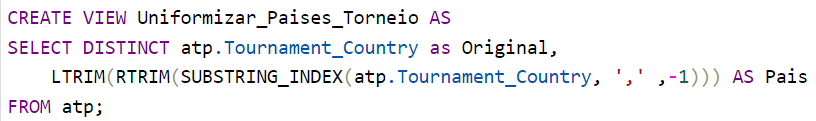 CREATE VIEW Uniformizar_Paises_Torneio AS
SELECT DISTINCT atp.Tournament_Country as Original,
    LTRIM(RTRIM(SUBSTRING_INDEX(atp.Tournament_Country, ',' ,-1))) AS Pais
FROM atp;